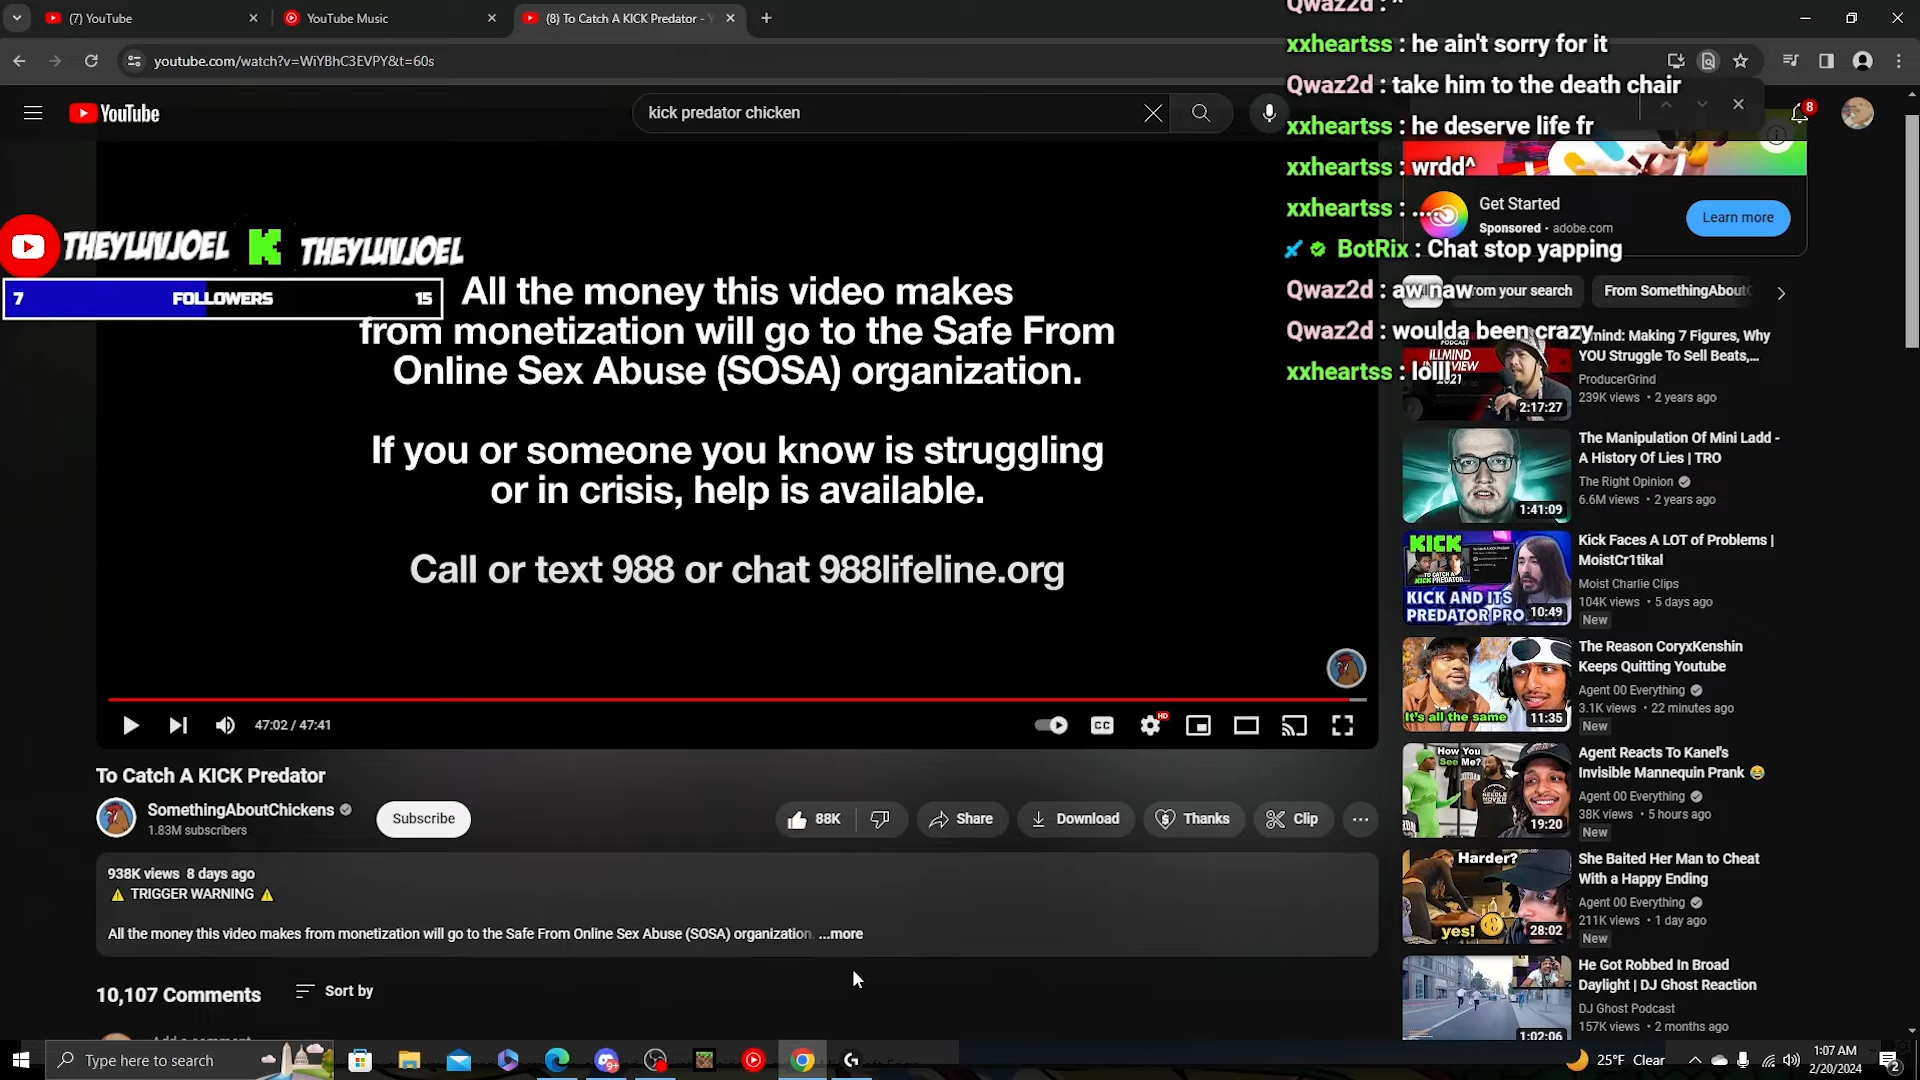 (7) YouTube
YouTube Music
(8) To Catch A KICK Predator -
youtube.com/watch?v=WiYBhC3EVPY&t=60s
YouTube
kick predator chicken
8
Qwaz2d : ^
xxheartss : he ain't sorry for it
Qwaz2d : take him to the death chair
xxheartss : he deserve life fr
xxheartss : wrdd^
xxheartss : ....
BotRix : Chat stop yapping
Qwaz2d : aw naw
Qwaz2d : woulda been crazy
xxheartss : lolll
Get Started
Sponsored · adobe.com
Learn more
From your search
From SomethingAboutC
THEYLUVJOEL
THEYLUVJOEL
7 FOLLOWERS 15
All the money this video makes
from monetization will go to the Safe From
Online Sex Abuse (SOSA) organization.
If you or someone you know is struggling
or in crisis, help is available.
Call or text 988 or chat 988lifeline.org
CC
HD
47:02 / 47:41
To Catch A KICK Predator
SomethingAboutChickens
1.83M subscribers
Subscribe
88K
Share
Download
Thanks
Clip
938K views 8 days ago
⚠ TRIGGER WARNING ⚠
All the money this video makes from monetization will go to the Safe From Online Sex Abuse (SOSA) organization ...more
10,107 Comments
Sort by
PODCAST
ILLMIND
2021
2:17:27
mind: Making 7 Figures, Why
YOU Struggle To Sell Beats,...
ProducerGrind
239K views • 2 years ago
1:41:09
The Manipulation Of Mini Ladd -
A History Of Lies | TRO
The Right Opinion
6.6M views • 2 years ago
KICK
TO CATCH A
KICK PREDATOR...
KICK AND ITS
PREDATOR
10:49
Kick Faces A LOT of Problems |
MoistCr1tikal
Moist Charlie Clips
104K views • 5 days ago
New
It's all the same
11:35
The Reason CoryxKenshin
Keeps Quitting Youtube
Agent 00 Everything
3.1K views • 22 minutes ago
New
How You
See Me?
19:20
Agent Reacts To Kanel's
Invisible Mannequin Prank 😂
Agent 00 Everything
38K views • 5 hours ago
New
Harder?
yes!
28:02
She Baited Her Man to Cheat
With a Happy Ending
Agent 00 Everything
211K views • 1 day ago
New
1:02:06
He Got Robbed In Broad
Daylight | DJ Ghost Reaction
DJ Ghost Podcast
157K views • 2 months ago
Type here to search
25°F Clear
1:07 AM
2/20/2024
2